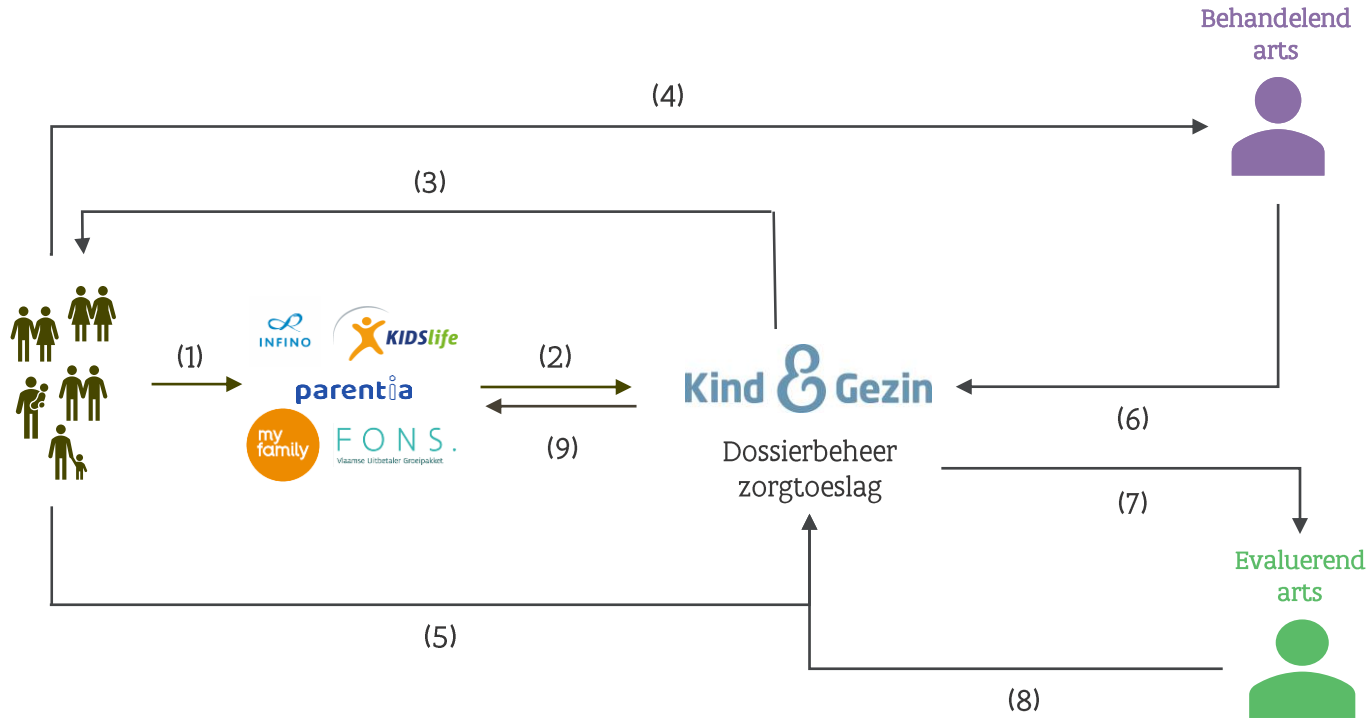 Behandelend
arts
(4)
(3)
INFINO
KIDSlife
(1)
(2)
parentia
Kind & Gezin
my
family
FONS.
Vlaamse Uitbetaler Groeipakket
(9)
(6)
Dossierbeheer
zorgtoeslag
(7)
Evaluerend
arts
(5)
(8)